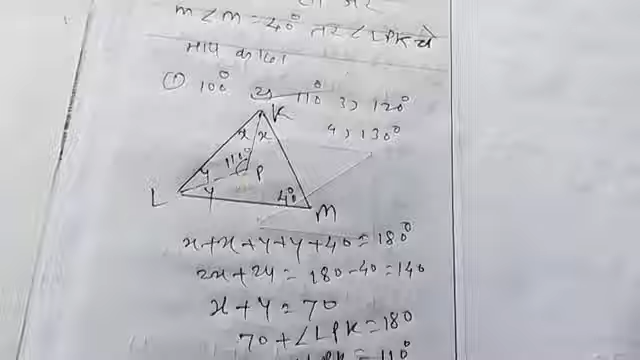 m∠M = 40° तर ∠LPK चे
माप काढा.
① 100° 2) 110° 3) 120°
4) 130°
K
x x
y 110°
P
L y 40°
M
x+x+y+y+40=180°
2x+2y = 180-40=140
x+y=70
70+∠LPK=180